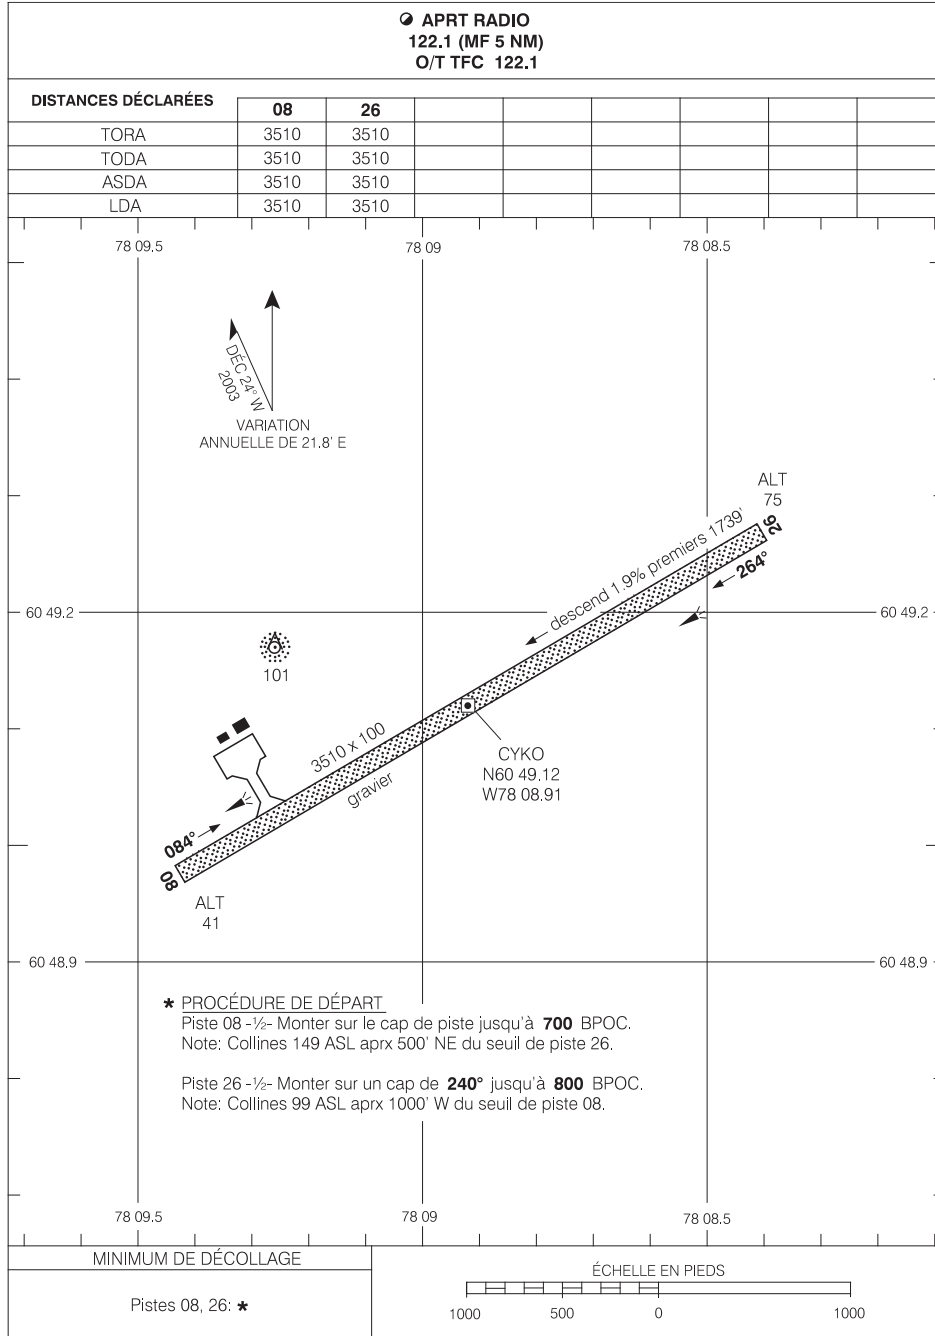 APRT RADIO
122.1 (MF 5 NM)
O/T TFC 122.1
DISTANCES DÉCLARÉES 08 26
TORA 3510 3510
TODA 3510 3510
ASDA 3510 3510
LDA 3510 3510
78 09.5 78 09 78 08.5
DÉC 24° W
2003
VARIATION
ANNUELLE DE 21.8' E
ALT
75
26
264°
descend 1.9% premiers 1739'
60 49.2 60 49.2
101
3510 x 100
gravier
CYKO
N60 49.12
W78 08.91
084°
08
ALT
41
60 48.9 60 48.9
* PROCÉDURE DE DÉPART
Piste 08 -½- Monter sur le cap de piste jusqu'à 700 BPOC.
Note: Collines 149 ASL aprx 500' NE du seuil de piste 26.
Piste 26 -½- Monter sur un cap de 240° jusqu'à 800 BPOC.
Note: Collines 99 ASL aprx 1000' W du seuil de piste 08.
78 09.5 78 09 78 08.5
MINIMUM DE DÉCOLLAGE
Pistes 08, 26: *
ÉCHELLE EN PIEDS
1000 500 0 1000